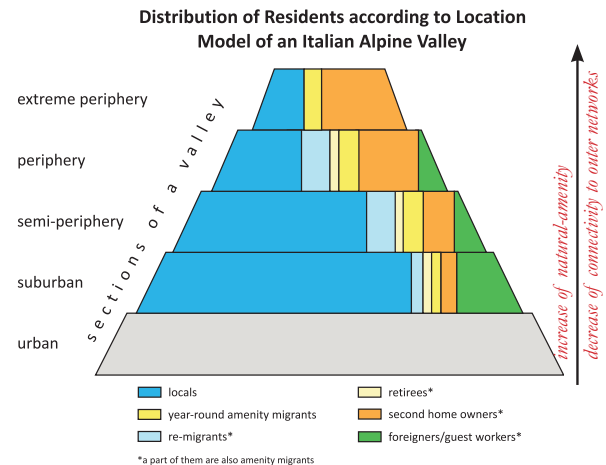 Distribution of Residents according to Location
Model of an Italian Alpine Valley
extreme periphery
periphery
semi-periphery
suburban
urban
sections of a valley
increase of natural-amenity
decrease of connectivity to outer networks
locals
year-round amenity migrants
re-migrants*
retirees*
second home owners*
foreigners/guest workers*
*a part of them are also amenity migrants